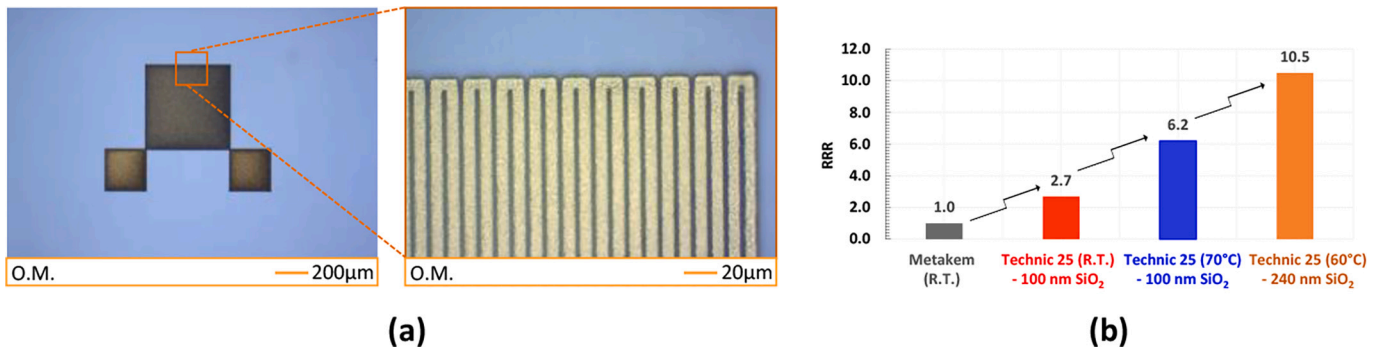 O.M.
200µm
O.M.
20µm
(a)
RRR
12.0
10.0
8.0
6.0
4.0
2.0
0.0
1.0
2.7
6.2
10.5
Metakem
(R.T.)
Technic 25 (R.T.)
- 100 nm SiO₂
Technic 25 (70°C)
- 100 nm SiO₂
Technic 25 (60°C)
- 240 nm SiO₂
(b)